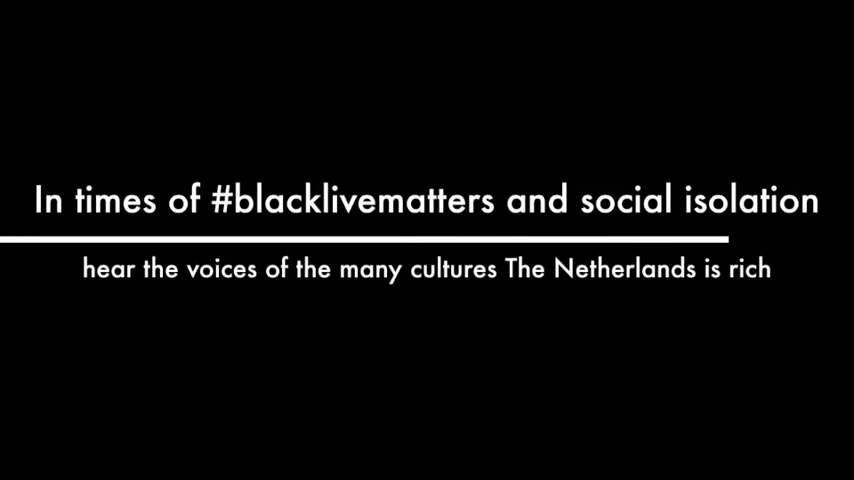 In times of #blacklivematters and social isolation
hear the voices of the many cultures The Netherlands is rich